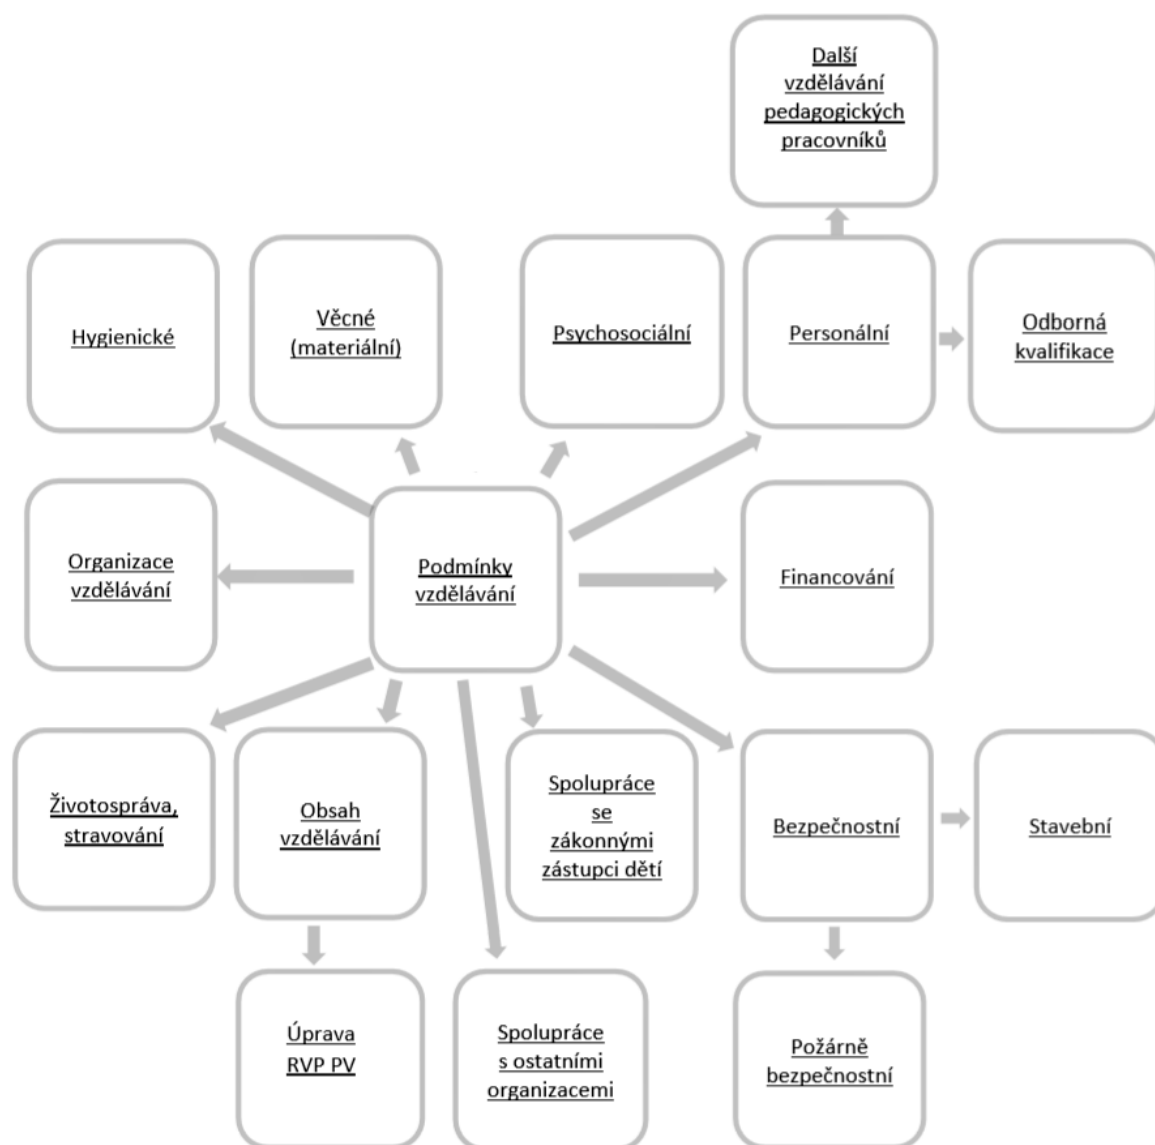 Další
vzdělávání
pedagogických
pracovníků
Hygienické
Věcné
(materiální)
Psychosociální
Personální
Odborná
kvalifikace
Organizace
vzdělávání
Podmínky
vzdělávání
Financování
Životospráva,
stravování
Obsah
vzdělávání
Spolupráce
se
zákonnými
zástupci dětí
Bezpečnostní
Stavební
Úprava
RVP PV
Spolupráce
s ostatními
organizacemi
Požárně
bezpečnostní